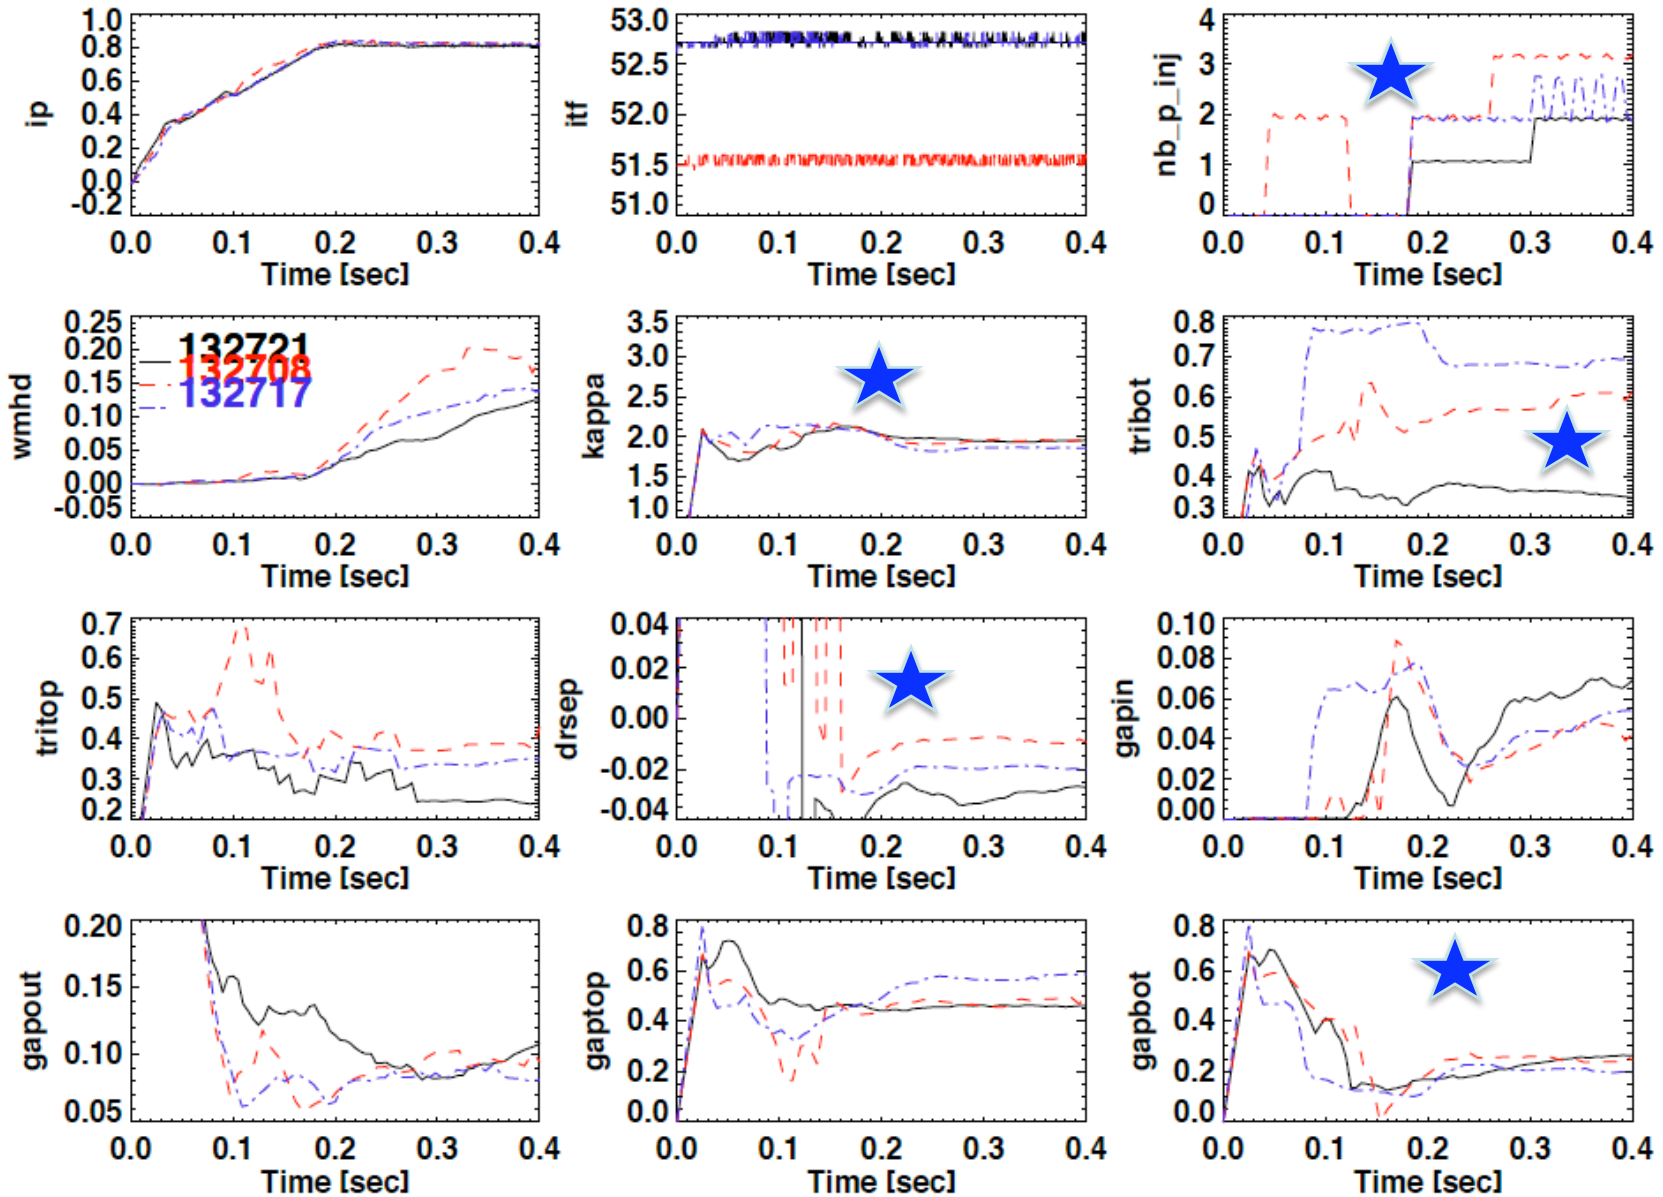 1.0
0.8
0.6
0.4
0.2
0.0
-0.2
ip
0.0 0.1 0.2 0.3 0.4
Time [sec]
53.0
52.5
52.0
51.5
51.0
itf
0.0 0.1 0.2 0.3 0.4
Time [sec]
4
3
2
1
0
nb_p_inj
0.0 0.1 0.2 0.3 0.4
Time [sec]
0.25
0.20
0.15
0.10
0.05
0.00
-0.05
wmhd
132721
132708
132717
0.0 0.1 0.2 0.3 0.4
Time [sec]
3.5
3.0
2.5
2.0
1.5
1.0
kappa
0.0 0.1 0.2 0.3 0.4
Time [sec]
0.8
0.7
0.6
0.5
0.4
0.3
tribot
0.0 0.1 0.2 0.3 0.4
Time [sec]
0.7
0.6
0.5
0.4
0.3
0.2
tritop
0.0 0.1 0.2 0.3 0.4
Time [sec]
0.04
0.02
0.00
-0.02
-0.04
drsep
0.0 0.1 0.2 0.3 0.4
Time [sec]
0.10
0.08
0.06
0.04
0.02
0.00
gapin
0.0 0.1 0.2 0.3 0.4
Time [sec]
0.20
0.15
0.10
0.05
gapout
0.0 0.1 0.2 0.3 0.4
Time [sec]
0.8
0.6
0.4
0.2
0.0
gaptop
0.0 0.1 0.2 0.3 0.4
Time [sec]
0.8
0.6
0.4
0.2
0.0
gapbot
0.0 0.1 0.2 0.3 0.4
Time [sec]